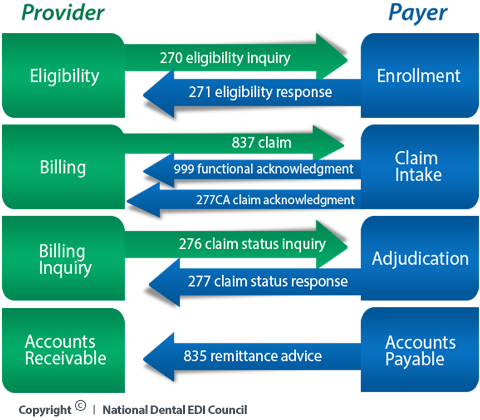 Provider
Payer
Eligibility
270 eligibility inquiry
271 eligibility response
Enrollment
Billing
837 claim
999 functional acknowledgment
277CA claim acknowledgment
Claim
Intake
Billing
Inquiry
276 claim status inquiry
277 claim status response
Adjudication
Accounts
Receivable
835 remittance advice
Accounts
Payable
Copyright © | National Dental EDI Council